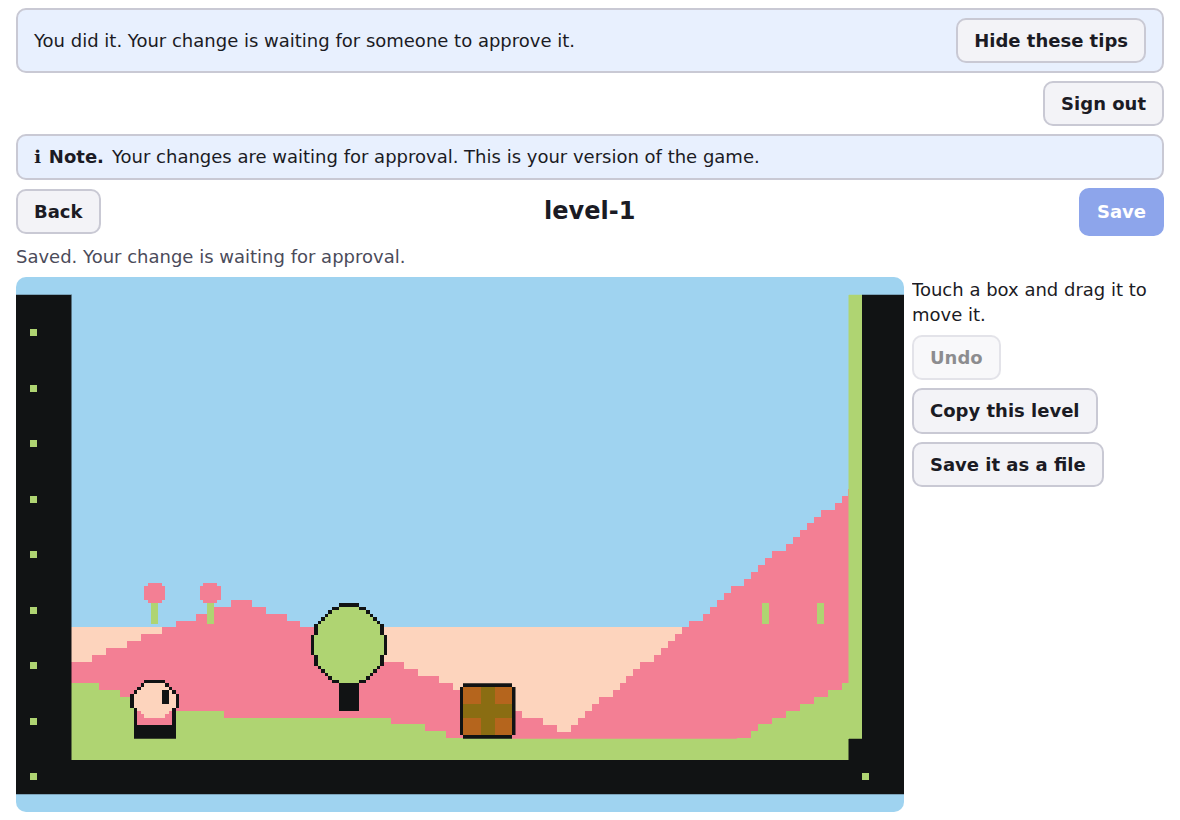 You did it. Your change is waiting for someone to approve it.
Hide these tips
Sign out
ℹ Note. Your changes are waiting for approval. This is your version of the game.
Back
level-1
Save
Saved. Your change is waiting for approval.
Touch a box and drag it to
move it.
Undo
Copy this level
Save it as a file